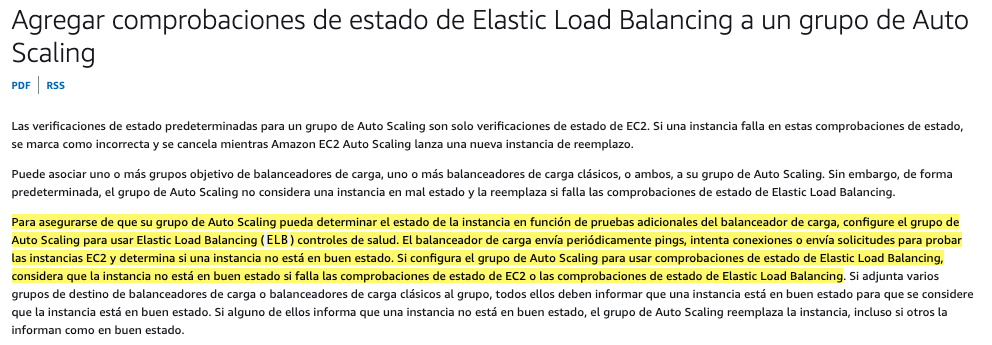 Agregar comprobaciones de estado de Elastic Load Balancing a un grupo de Auto
Scaling
PDF | RSS
Las verificaciones de estado predeterminadas para un grupo de Auto Scaling son solo verificaciones de estado de EC2. Si una instancia falla en estas comprobaciones de estado,
se marca como incorrecta y se cancela mientras Amazon EC2 Auto Scaling lanza una nueva instancia de reemplazo.
Puede asociar uno o más grupos objetivo de balanceadores de carga, uno o más balanceadores de carga clásicos, o ambos, a su grupo de Auto Scaling. Sin embargo, de forma
predeterminada, el grupo de Auto Scaling no considera una instancia en mal estado y la reemplaza si falla las comprobaciones de estado de Elastic Load Balancing.
Para asegurarse de que su grupo de Auto Scaling pueda determinar el estado de la instancia en función de pruebas adicionales del balanceador de carga, configure el grupo de
Auto Scaling para usar Elastic Load Balancing (ELB) controles de salud. El balanceador de carga envía periódicamente pings, intenta conexiones o envía solicitudes para probar
las instancias EC2 y determina si una instancia no está en buen estado. Si configura el grupo de Auto Scaling para usar comprobaciones de estado de Elastic Load Balancing,
considera que la instancia no está en buen estado si falla las comprobaciones de estado de EC2 o las comprobaciones de estado de Elastic Load Balancing. Si adjunta varios
grupos de destino de balanceadores de carga o balanceadores de carga clásicos al grupo, todos ellos deben informar que una instancia está en buen estado para que se considere
que la instancia está en buen estado. Si alguno de ellos informa que una instancia no está en buen estado, el grupo de Auto Scaling reemplaza la instancia, incluso si otros la
informan como en buen estado.